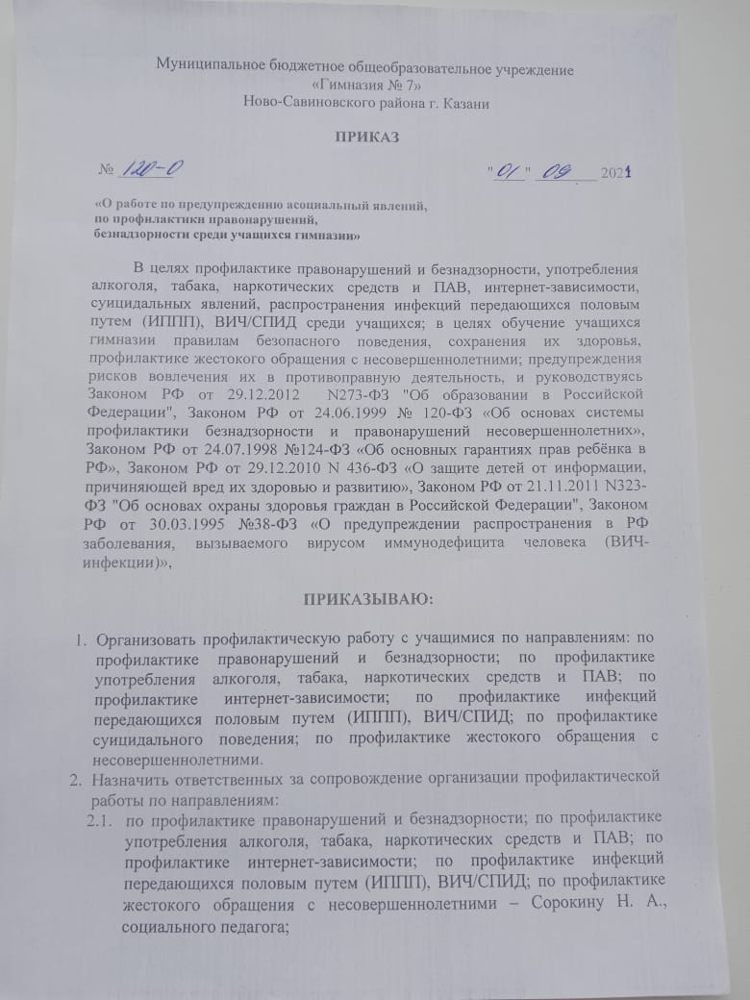 Муниципальное бюджетное общеобразовательное учреждение
«Гимназия № 7»
Ново-Савиновского района г. Казани
ПРИКАЗ
№ 120-О "01" 09 2021
«О работе по предупреждению асоциальный явлений,
по профилактики правонарушений,
безнадзорности среди учащихся гимназии»
В целях профилактике правонарушений и безнадзорности, употребления
алкоголя, табака, наркотических средств и ПАВ, интернет-зависимости,
суицидальных явлений, распространения инфекций передающихся половым
путем (ИППП), ВИЧ/СПИД среди учащихся; в целях обучение учащихся
гимназии правилам безопасного поведения, сохранения их здоровья,
профилактике жестокого обращения с несовершеннолетними; предупреждения
рисков вовлечения их в противоправную деятельность, и руководствуясь
Законом РФ от 29.12.2012 N273-ФЗ "Об образовании в Российской
Федерации", Законом РФ от 24.06.1999 № 120-ФЗ «Об основах системы
профилактики безнадзорности и правонарушений несовершеннолетних»,
Законом РФ от 24.07.1998 №124-ФЗ «Об основных гарантиях прав ребёнка в
РФ», Законом РФ от 29.12.2010 N 436-ФЗ «О защите детей от информации,
причиняющей вред их здоровью и развитию», Законом РФ от 21.11.2011 N323-
ФЗ "Об основах охраны здоровья граждан в Российской Федерации", Законом
РФ от 30.03.1995 №38-ФЗ «О предупреждении распространения в РФ
заболевания, вызываемого вирусом иммунодефицита человека (ВИЧ-
инфекции)»,
ПРИКАЗЫВАЮ:
1. Организовать профилактическую работу с учащимися по направлениям: по
профилактике правонарушений и безнадзорности; по профилактике
употребления алкоголя, табака, наркотических средств и ПАВ; по
профилактике интернет-зависимости; по профилактике инфекций
передающихся половым путем (ИППП), ВИЧ/СПИД; по профилактике
суицидального поведения; по профилактике жестокого обращения с
несовершеннолетними.
2. Назначить ответственных за сопровождение организации профилактической
работы по направлениям:
2.1. по профилактике правонарушений и безнадзорности; по профилактике
употребления алкоголя, табака, наркотических средств и ПАВ; по
профилактике интернет-зависимости; по профилактике инфекций
передающихся половым путем (ИППП), ВИЧ/СПИД; по профилактике
жестокого обращения с несовершеннолетними – Сорокину Н. А.,
социального педагога;